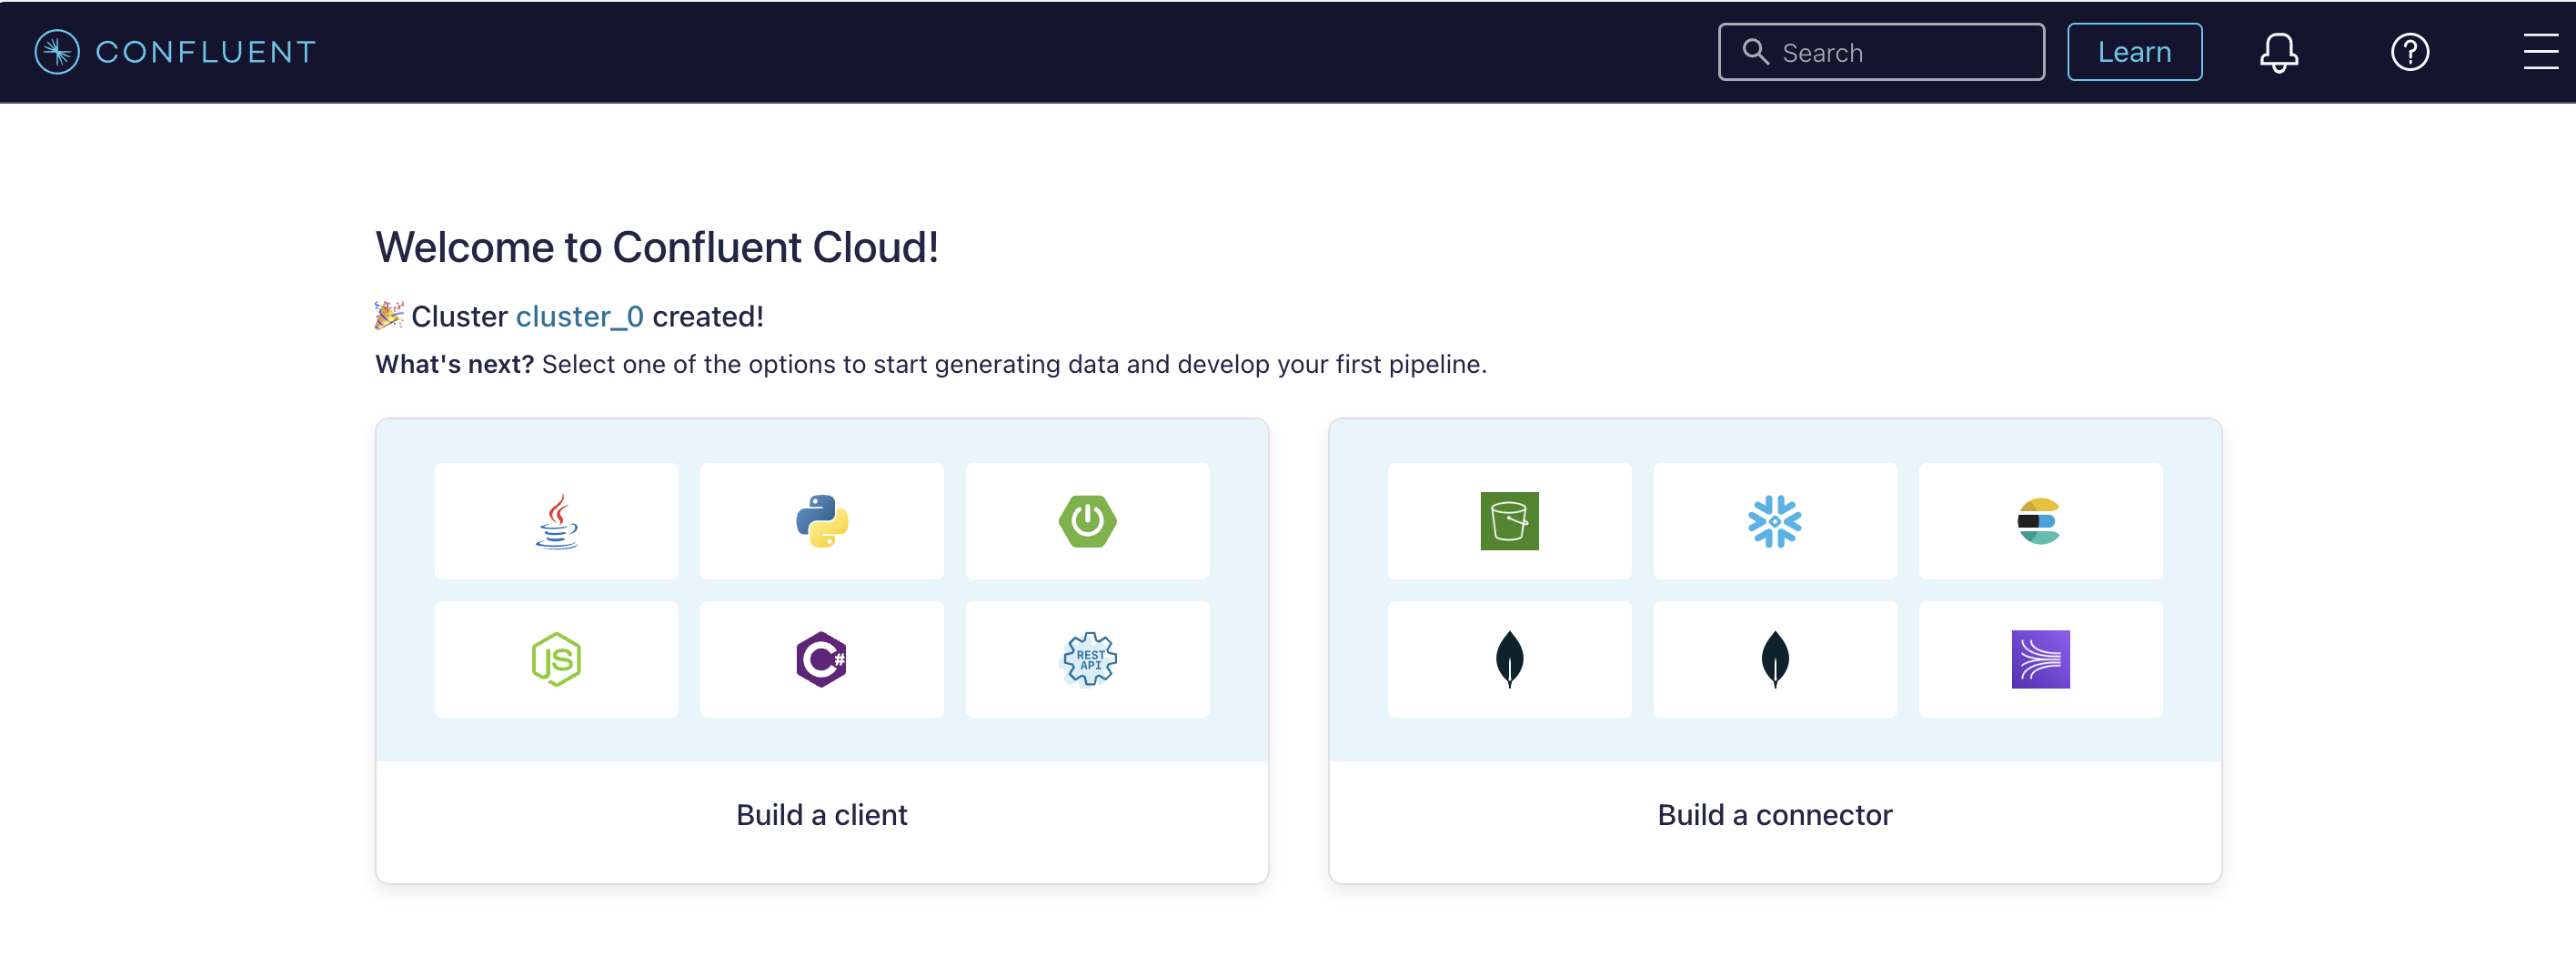 CONFLUENT
Search
Learn
Welcome to Confluent Cloud!
🎉 Cluster cluster_0 created!
What's next? Select one of the options to start generating data and develop your first pipeline.
JS
C#
REST
API
Build a client
Build a connector